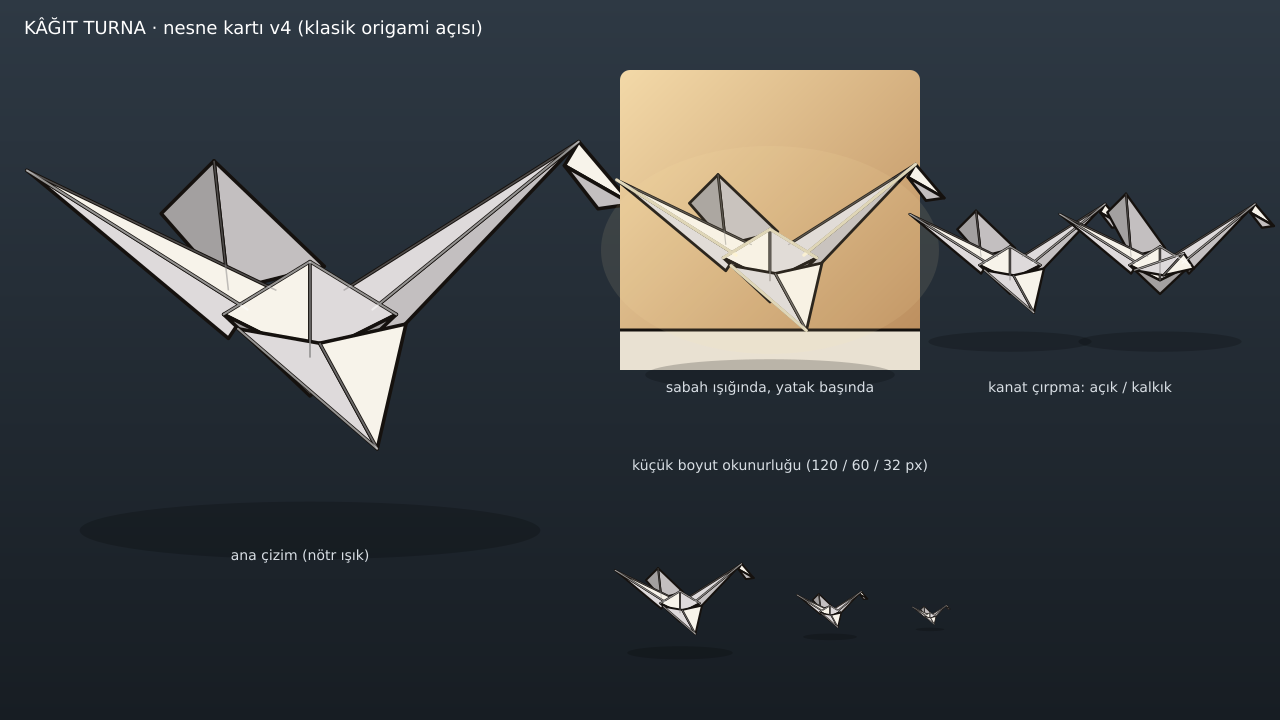 KÂĞIT TURNA · nesne kartı v4 (klasik origami açısı)
sabah ışığında, yatak başında
kanat çırpma: açık / kalkık
küçük boyut okunurluğu (120 / 60 / 32 px)
ana çizim (nötr ışık)